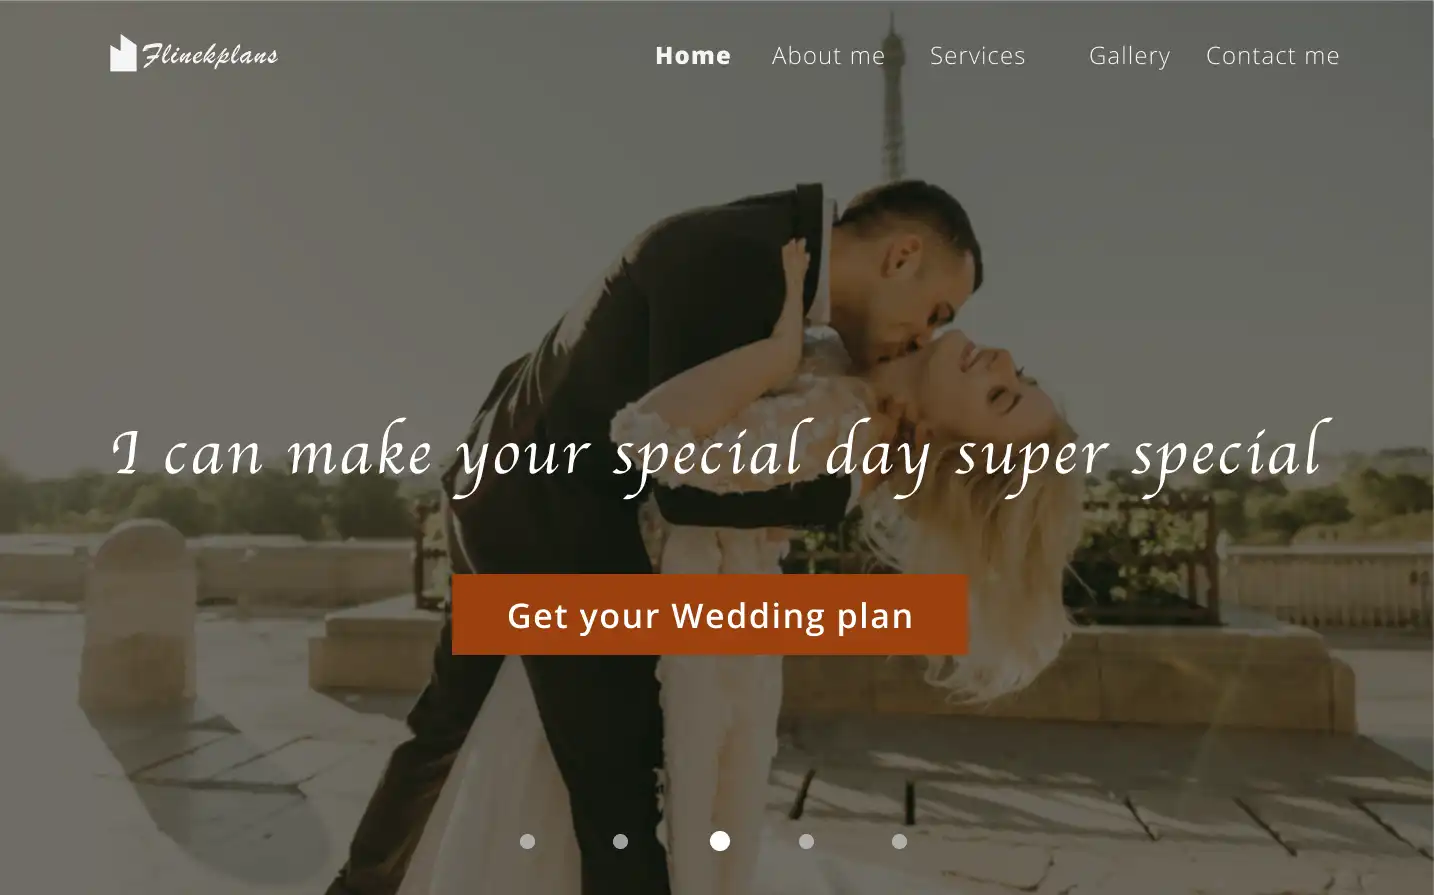 Flinekplans
Home About me Services Gallery Contact me
I can make your special day super special
Get your Wedding plan